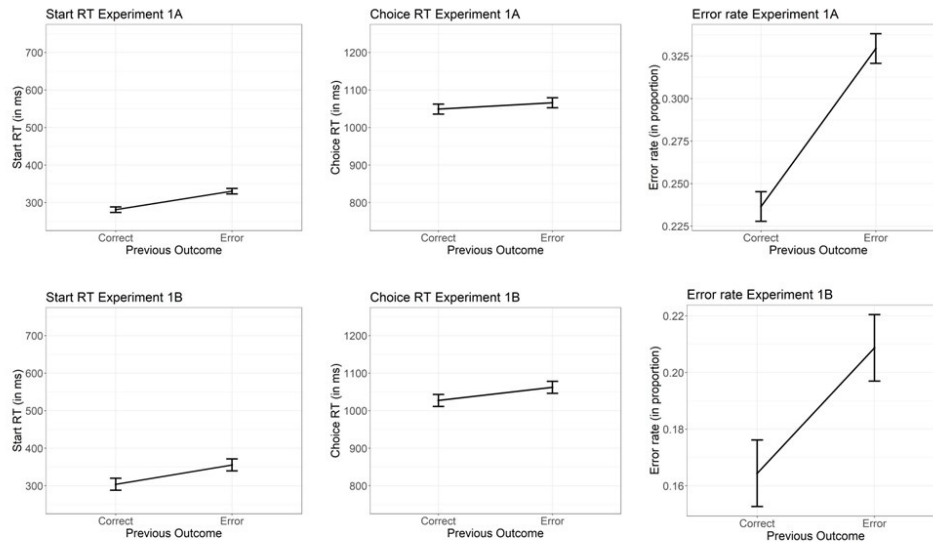 Start RT Experiment 1A
Start RT (in ms)
700
600
500
400
300
Correct
Error
Previous Outcome
Choice RT Experiment 1A
Choice RT (in ms)
1200
1100
1000
900
800
Correct
Error
Previous Outcome
Error rate Experiment 1A
Error rate (in proportion)
0.325
0.300
0.275
0.250
0.225
Correct
Error
Previous Outcome
Start RT Experiment 1B
Start RT (in ms)
700
600
500
400
300
Correct
Error
Previous Outcome
Choice RT Experiment 1B
Choice RT (in ms)
1200
1100
1000
900
800
Correct
Error
Previous Outcome
Error rate Experiment 1B
Error rate (in proportion)
0.22
0.20
0.18
0.16
Correct
Error
Previous Outcome